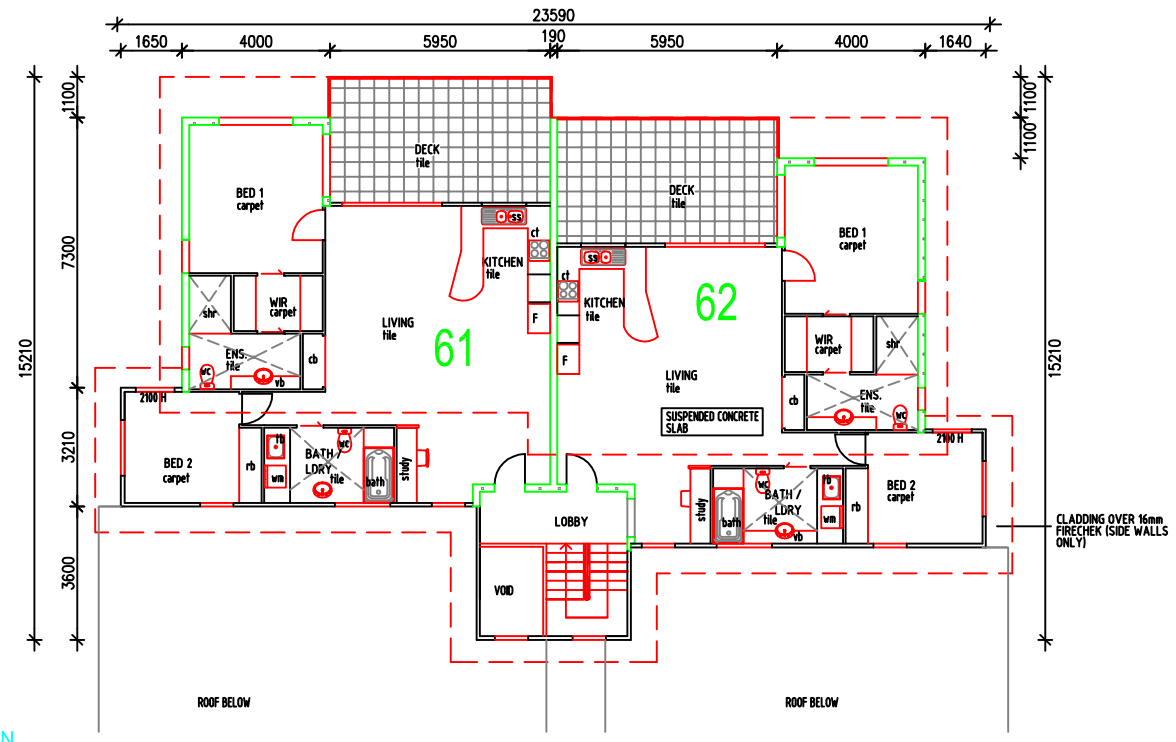 23590
1650 4000 5950 190 5950 4000 1640
1100
1100
1100
DECK
tile
BED 1
carpet
DECK
tile
ss
ct
BED 1
carpet
7300
KITCHEN
tile
ss
ct
KITCHEN
tile
62
WIR
carpet
shr
F
LIVING
tile
61
WIR
carpet
shr
15210
ENS.
tile
cb
F
LIVING
tile
15210
wc
vb
2100 H
cb
ENS.
tile
wc
SUSPENDED CONCRETE
SLAB
3210
tb
wc
2100 H
BED 2
carpet
rb
BATH /
LDRY
tile
wm
bath
study
wc
tb
BED 2
carpet
BATH /
LDRY
tile
study
bath
wm
rb
vb
LOBBY
CLADDING OVER 16mm
FIRECHEK (SIDE WALLS
ONLY)
3600
VOID
ROOF BELOW
ROOF BELOW
N